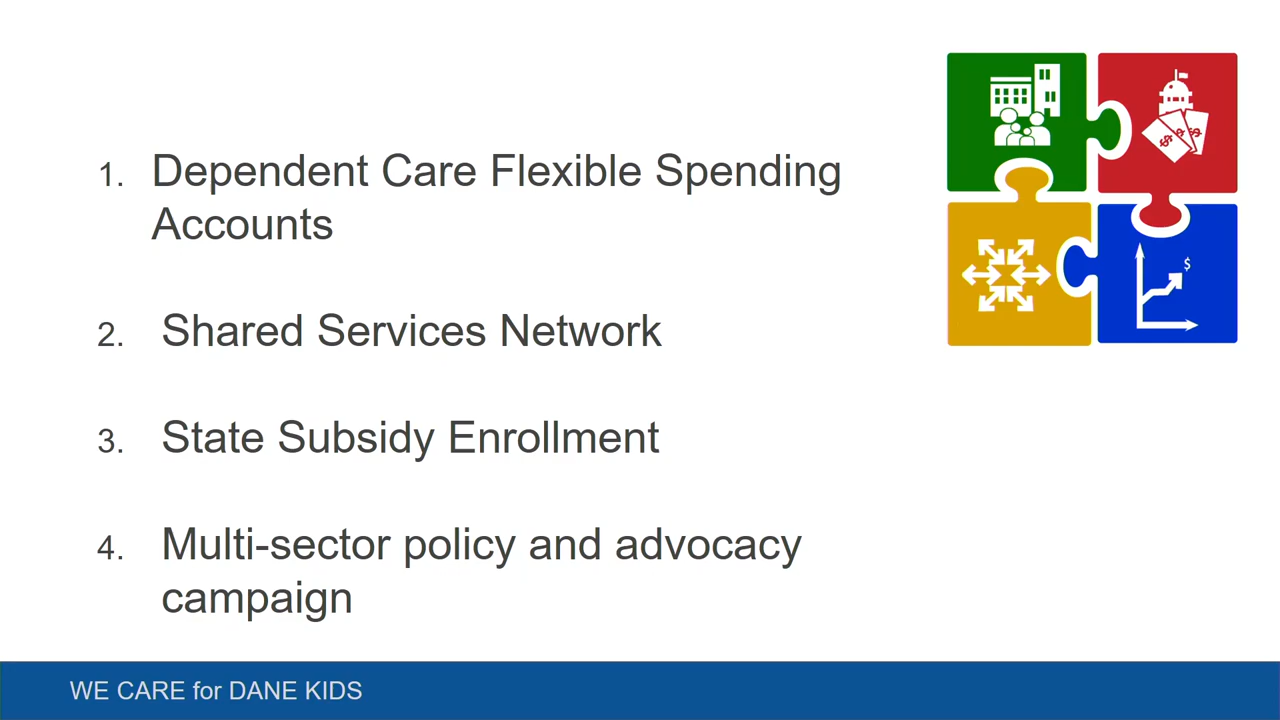 1. Dependent Care Flexible Spending
Accounts
2. Shared Services Network
3. State Subsidy Enrollment
4. Multi-sector policy and advocacy
campaign
$ $ $
$
WE CARE for DANE KIDS